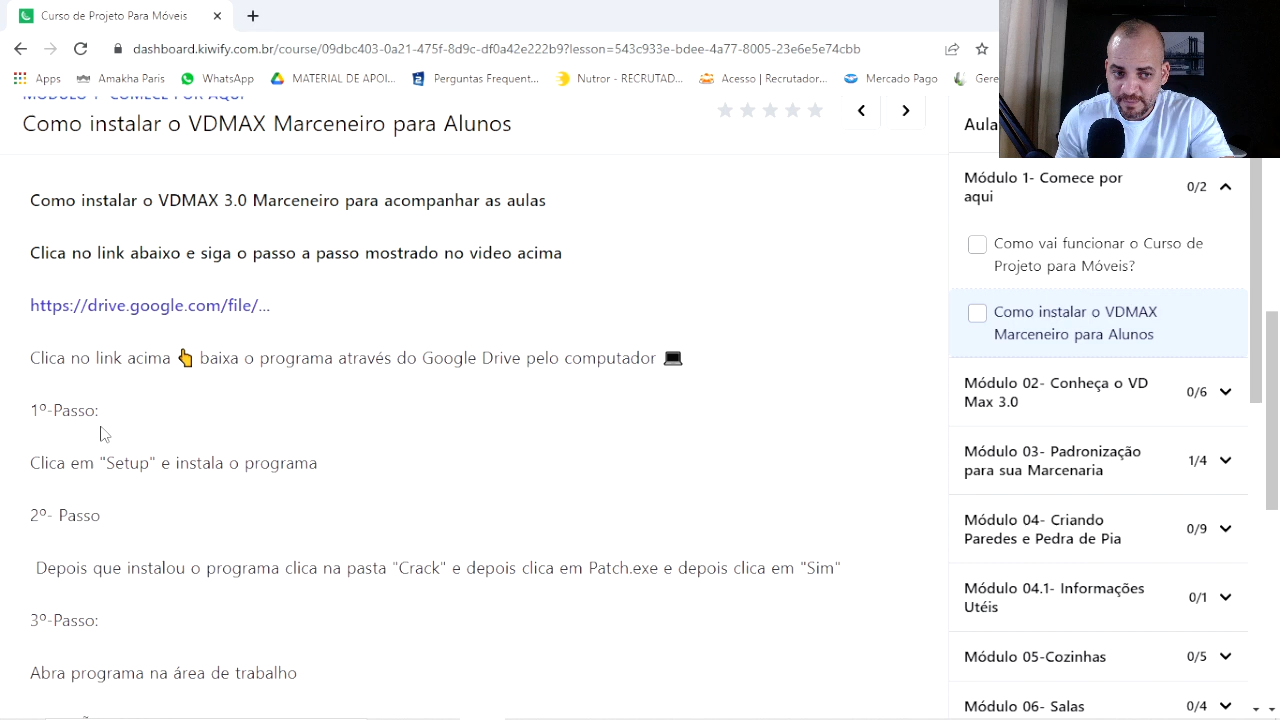 Curso de Projeto Para Móveis
dashboard.kiwify.com.br/course/09dbc403-0a21-475f-8d9c-df0a42e222b9?lesson=543c933e-bdee-4a77-8005-23e6e5e74cbb
Apps Amakha Paris WhatsApp MATERIAL DE APOI... Perguntas Frequent... Nutror - RECRUTAD... Acesso | Recrutador... Mercado Pago Gere
MÓDULO 1- COMECE POR AQUI
Como instalar o VDMAX Marceneiro para Alunos
Como instalar o VDMAX 3.0 Marceneiro para acompanhar as aulas
Clica no link abaixo e siga o passo a passo mostrado no video acima
https://drive.google.com/file/...
Clica no link acima 👆 baixa o programa através do Google Drive pelo computador 💻
1º-Passo:
Clica em "Setup" e instala o programa
2º- Passo
Depois que instalou o programa clica na pasta "Crack" e depois clica em Patch.exe e depois clica em "Sim"
3º-Passo:
Abra programa na área de trabalho
Aula
Módulo 1- Comece por
aqui
0/2
Como vai funcionar o Curso de
Projeto para Móveis?
Como instalar o VDMAX
Marceneiro para Alunos
Módulo 02- Conheça o VD
Max 3.0
0/6
Módulo 03- Padronização
para sua Marcenaria
1/4
Módulo 04- Criando
Paredes e Pedra de Pia
0/9
Módulo 04.1- Informações
Utéis
0/1
Módulo 05-Cozinhas
0/5
Módulo 06- Salas
0/4